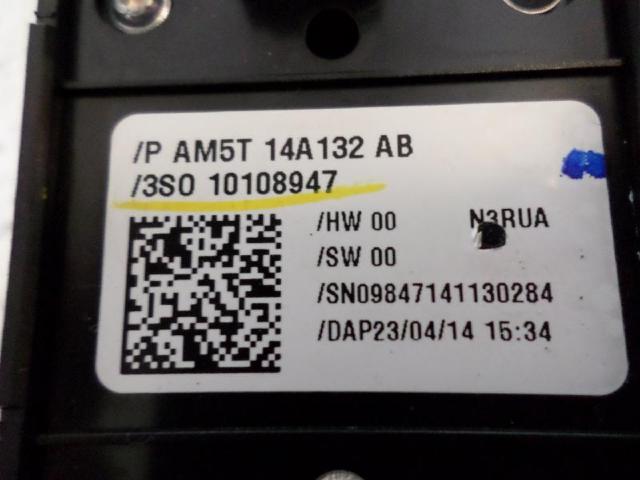 /P AM5T 14A132 AB
/3S0 10108947
/HW 00 N3RUA
/SW 00
/SN09847141130284
/DAP23/04/14 15:34